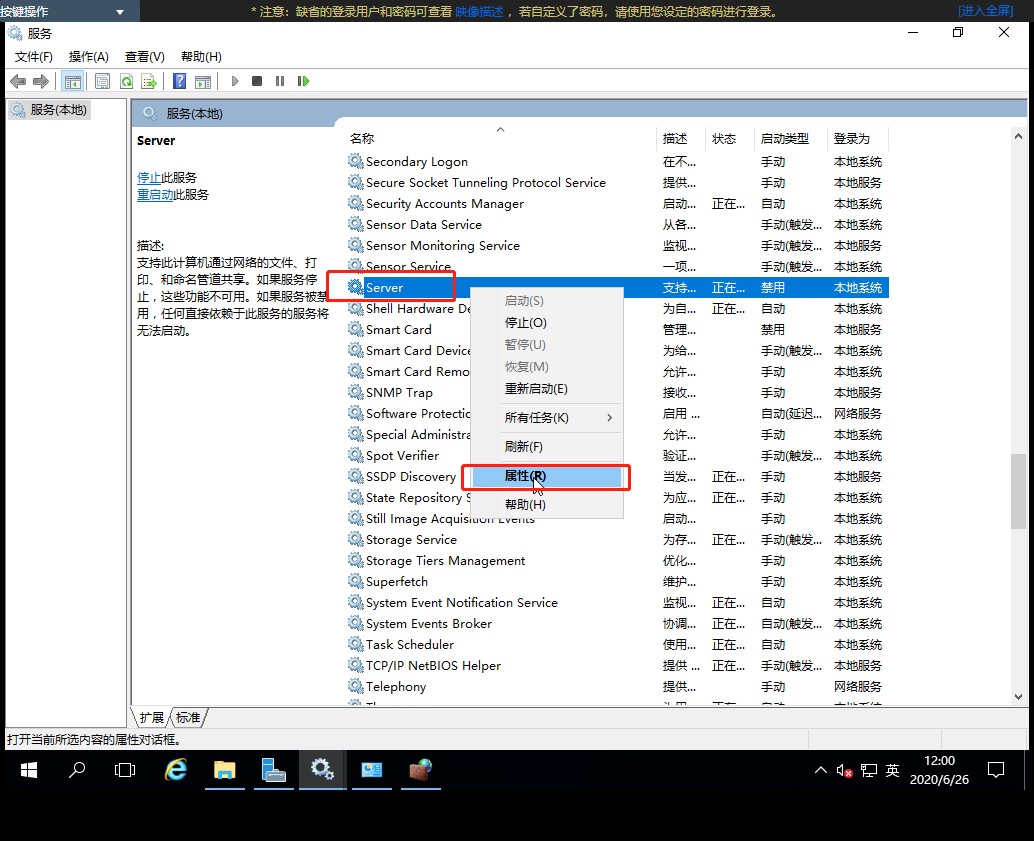 按键操作
* 注意：缺省的登录用户和密码可查看 映像描述 ，若自定义了密码，请使用您设定的密码进行登录。
[进入全屏]
服务
文件(F) 操作(A) 查看(V) 帮助(H)
服务(本地)
服务(本地)
Server
停止此服务
重启动此服务
描述:
支持此计算机通过网络的文件、打
印、和命名管道共享。如果服务停
止，这些功能不可用。如果服务被禁
用，任何直接依赖于此服务的服务将
无法启动。
名称 描述 状态 启动类型 登录为
Secondary Logon 在不... 手动 本地系统
Secure Socket Tunneling Protocol Service 提供... 手动 本地服务
Security Accounts Manager 启动... 正在... 自动 本地系统
Sensor Data Service 从各... 手动(触发... 本地系统
Sensor Monitoring Service 监视... 手动(触发... 本地服务
Sensor Service 一项... 手动(触发... 本地系统
Server 支持... 正在... 禁用 本地系统
Shell Hardware De 为自... 正在... 自动 本地系统
Smart Card 管理... 禁用 本地服务
Smart Card Device 为给... 手动(触发... 本地系统
Smart Card Remo 允许... 手动 本地系统
SNMP Trap 接收... 手动 本地服务
Software Protectio 启用 ... 自动(延迟... 网络服务
Special Administra 允许... 手动 本地系统
Spot Verifier 验证... 手动(触发... 本地系统
SSDP Discovery 当发... 正在... 手动 本地服务
State Repository S 为应... 正在... 手动 本地系统
Still Image Acquisition Events 启动... 手动 本地系统
Storage Service 为存... 正在... 手动(触发... 本地系统
Storage Tiers Management 优化... 手动 本地系统
Superfetch 维护... 手动 本地系统
System Event Notification Service 监视... 正在... 自动 本地系统
System Events Broker 协调... 正在... 自动(触发... 本地系统
Task Scheduler 使用... 正在... 自动 本地系统
TCP/IP NetBIOS Helper 提供 ... 正在... 手动(触发... 本地服务
Telephony 提供... 手动 网络服务
启动(S)
停止(O)
暂停(U)
恢复(M)
重新启动(E)
所有任务(K)
刷新(F)
属性(R)
帮助(H)
扩展 标准
打开当前所选内容的属性对话框。
英
12:00
2020/6/26